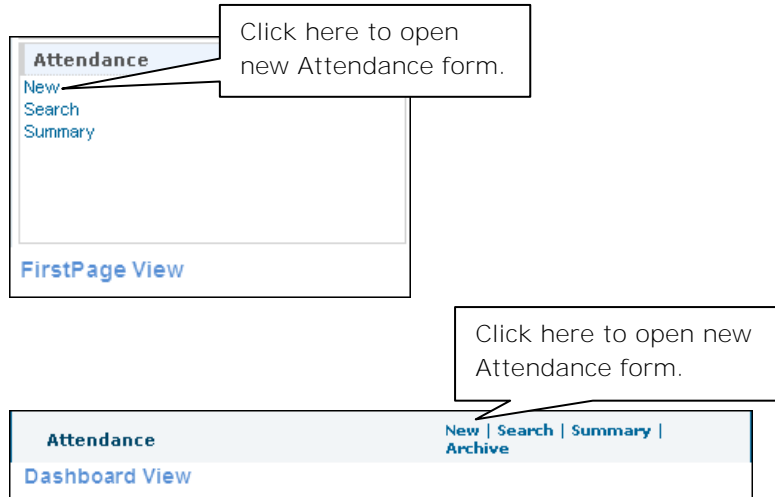 Click here to open
new Attendance form.
Attendance
New
Search
Summary
FirstPage View
Click here to open new
Attendance form.
Attendance
New | Search | Summary |
Archive
Dashboard View